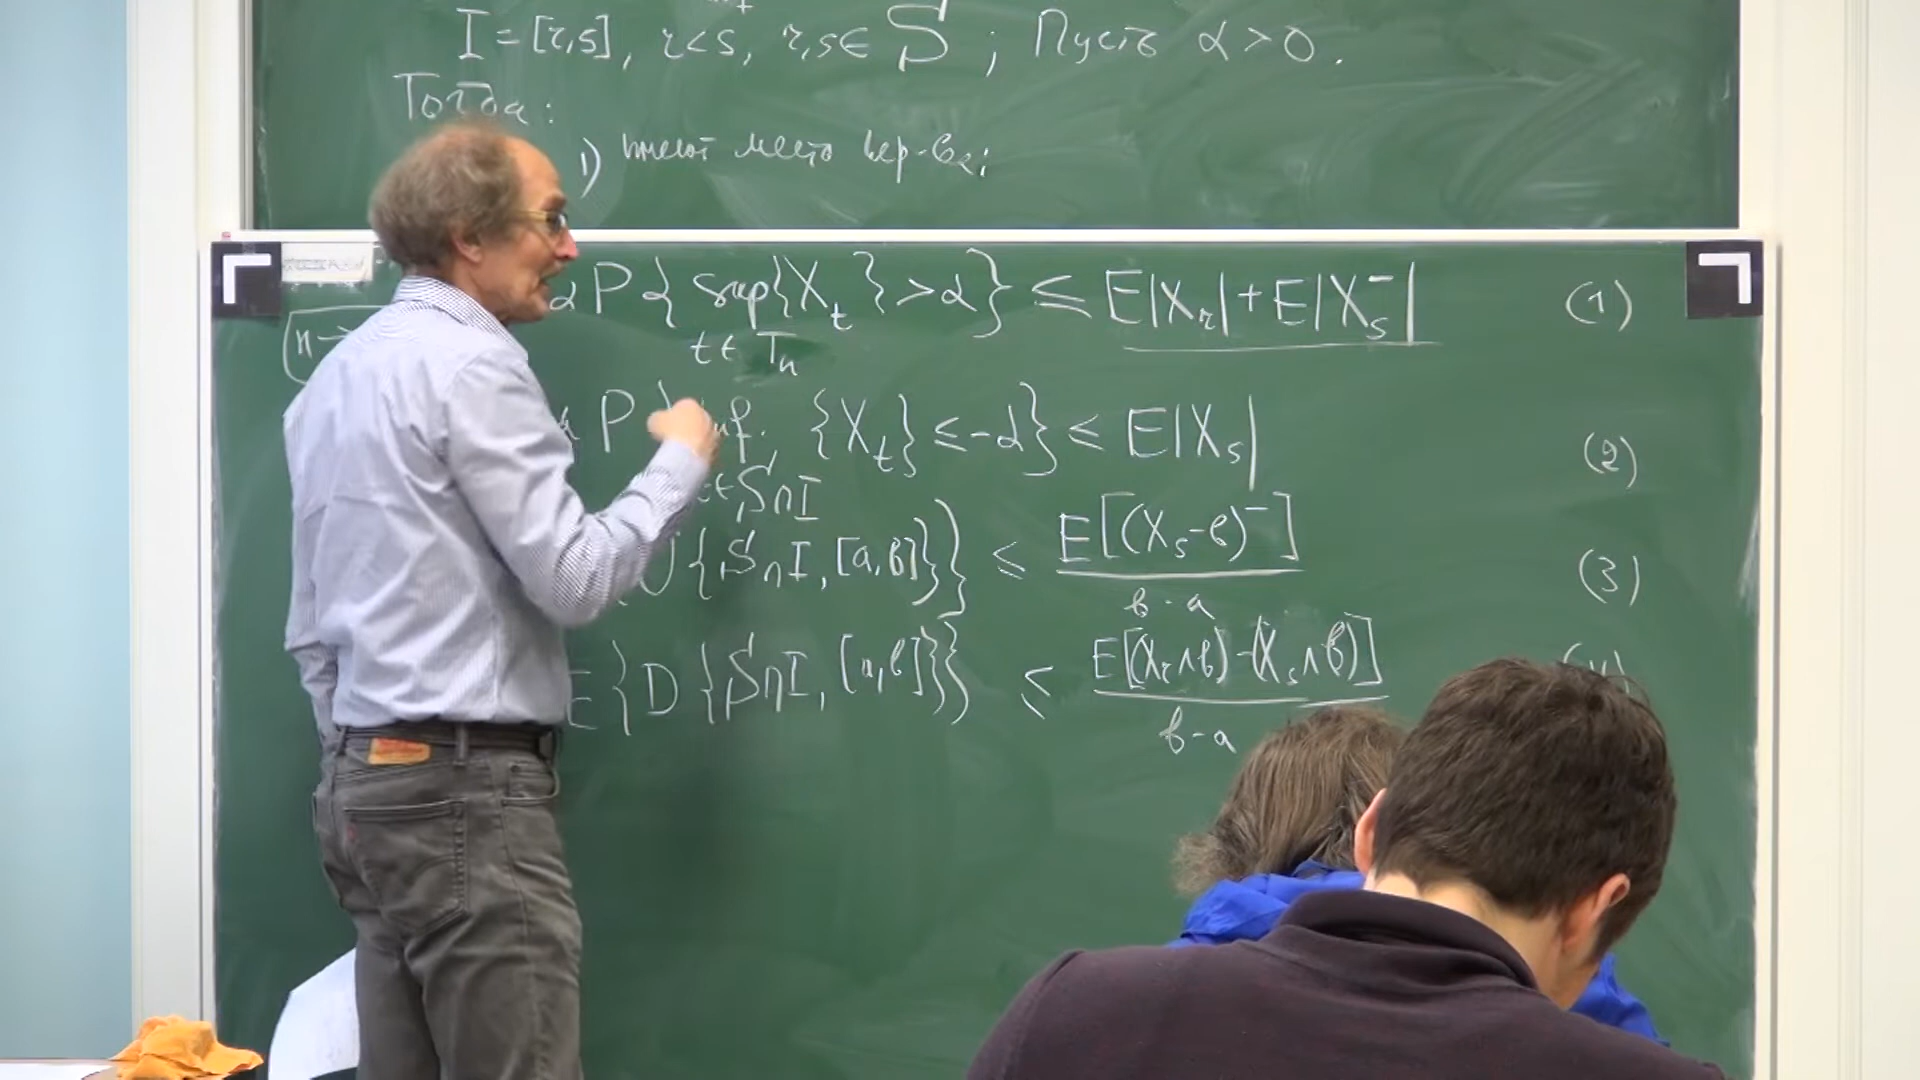 I = [r,s], r<s, r,s ∈ S ; Пусть α > 0.
Тогда:
1) имеют место нер-ва:
α P{ sup{X_t} > α} ≤ E|X_r| + E|X_s^-| (1)
t ∈ T_n
n →
P{ inf {X_t} ≤ -α} ≤ E|X_s| (2)
t ∈ S∩I
U{S∩I, [a,b]}} ≤ E[(X_s - b)^-] / b - a (3)
E{D{S∩I, [a,b]}} ≤ E[(X_r∧b) - (X_s∧b)] / b - a